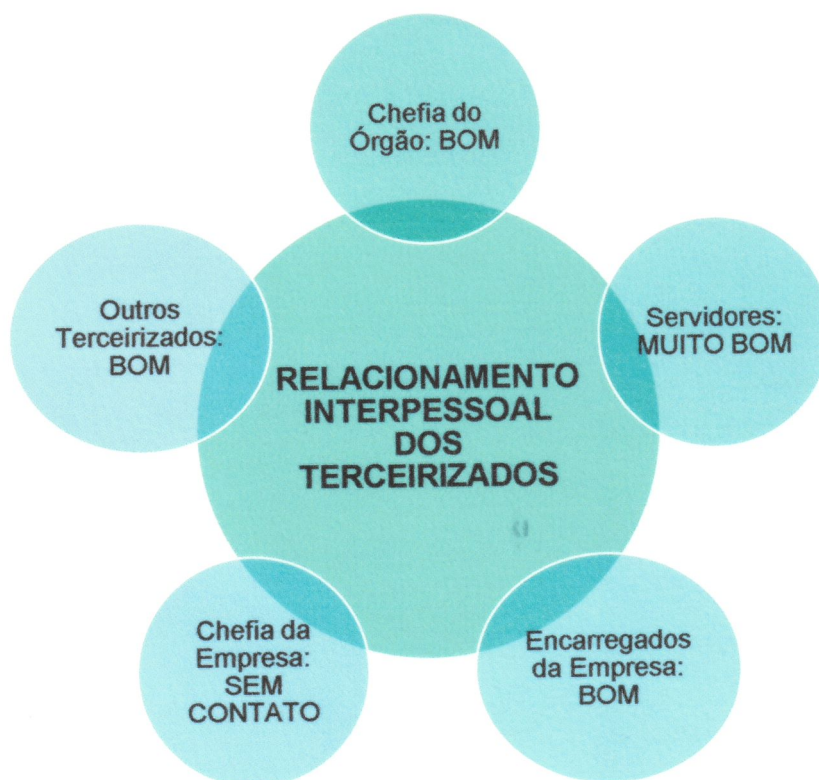 Chefia do
Órgão: BOM
Outros
Terceirizados:
BOM
Servidores:
MUITO BOM
RELACIONAMENTO
INTERPESSOAL
DOS
TERCEIRIZADOS
Chefia da
Empresa:
SEM
CONTATO
Encarregados
da Empresa:
BOM